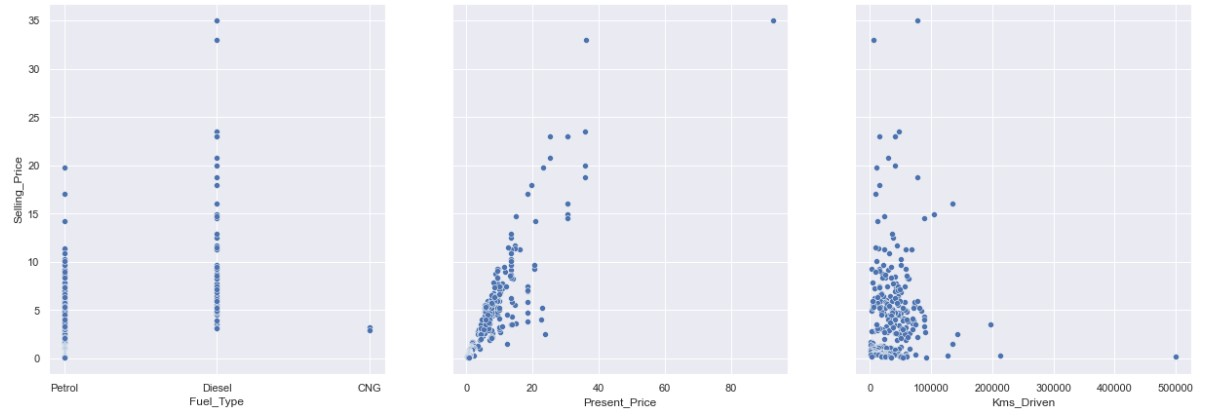 Selling_Price
35
30
25
20
15
10
5
0
Petrol Diesel CNG
Fuel_Type
0 20 40 60 80
Present_Price
0 100000 200000 300000 400000 500000
Kms_Driven